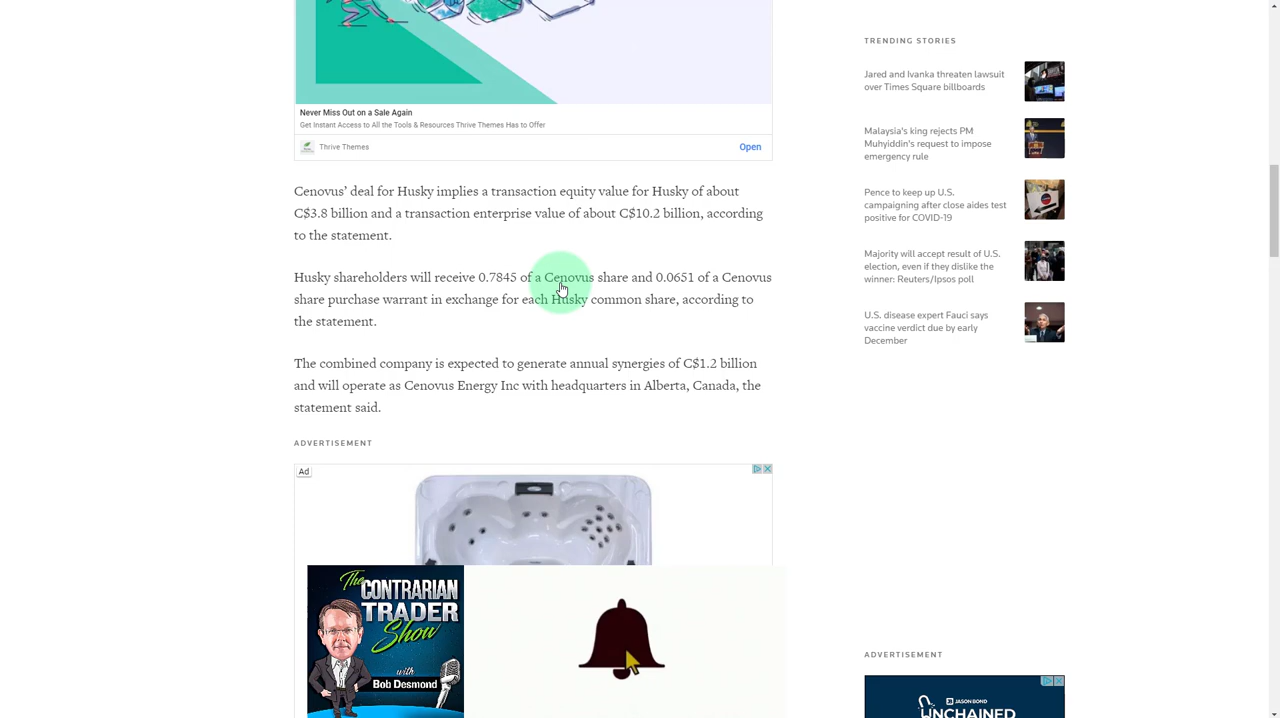 Never Miss Out on a Sale Again
Get Instant Access to All the Tools & Resources Thrive Themes Has to Offer
Thrive Themes
Open
Cenovus’ deal for Husky implies a transaction equity value for Husky of about
C$3.8 billion and a transaction enterprise value of about C$10.2 billion, according
to the statement.
Husky shareholders will receive 0.7845 of a Cenovus share and 0.0651 of a Cenovus
share purchase warrant in exchange for each Husky common share, according to
the statement.
The combined company is expected to generate annual synergies of C$1.2 billion
and will operate as Cenovus Energy Inc with headquarters in Alberta, Canada, the
statement said.
ADVERTISEMENT
Ad
The
CONTRARIAN
TRADER
Show
with
Bob Desmond
TRENDING STORIES
Jared and Ivanka threaten lawsuit
over Times Square billboards
Malaysia's king rejects PM
Muhyiddin's request to impose
emergency rule
Pence to keep up U.S.
campaigning after close aides test
positive for COVID-19
Majority will accept result of U.S.
election, even if they dislike the
winner: Reuters/Ipsos poll
U.S. disease expert Fauci says
vaccine verdict due by early
December
ADVERTISEMENT
JASON BOND
UNCHAINED